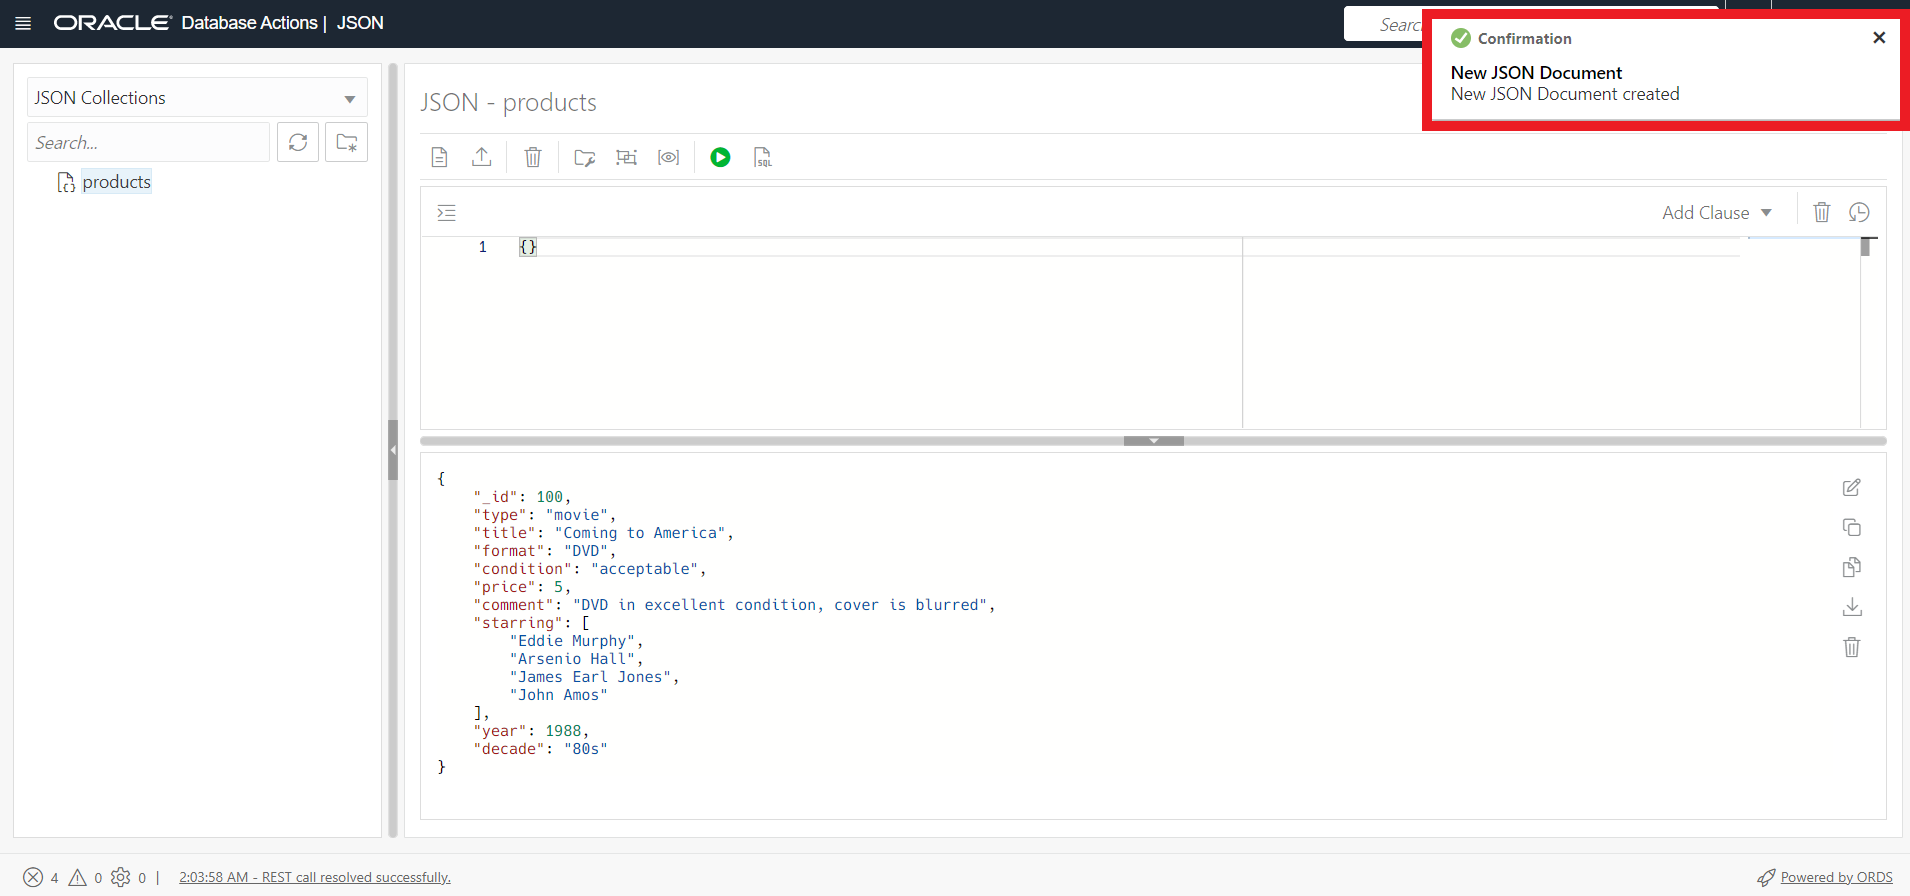 ORACLE Database Actions | JSON
Confirmation
New JSON Document
New JSON Document created
JSON Collections
Search...
products
JSON - products
SQL
Add Clause
1 {}
{
"_id": 100,
"type": "movie",
"title": "Coming to America",
"format": "DVD",
"condition": "acceptable",
"price": 5,
"comment": "DVD in excellent condition, cover is blurred",
"starring": [
"Eddie Murphy",
"Arsenio Hall",
"James Earl Jones",
"John Amos"
],
"year": 1988,
"decade": "80s"
}
4 0 0 | 2:03:58 AM - REST call resolved successfully.
Powered by ORDS